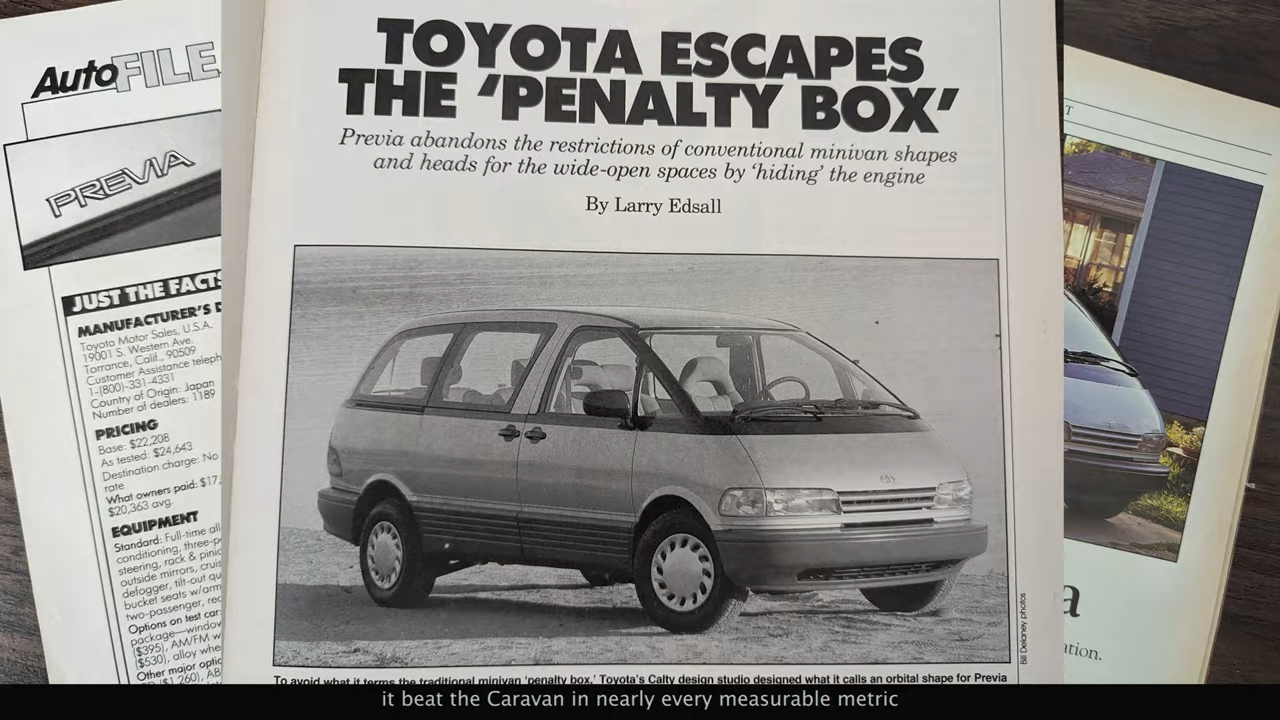 AutoFILE
PREVIA
JUST THE FACTS
MANUFACTURER'S
Toyota Motor Sales, U.S.A.
19001 S. Western Ave.
Torrance, Calif., 90509
Customer Assistance
1-(800)-331-4331
Country of Origin: Japan
Number of dealers: 1189
PRICING
Base: $22,208
As tested: $24,643
Destination charge: No
rate
What owners paid:
$20,363 avg.
EQUIPMENT
Standard: Full-time
conditioning,
steering, rack &
outside mirrors,
defogger, tilt-out
bucket seats
two-passenger,
Options on test car:
package—window
($395), AM/FM
($530), alloy
Other major
TOYOTA ESCAPES
THE 'PENALTY BOX'
Previa abandons the restrictions of conventional minivan shapes
and heads for the wide-open spaces by 'hiding' the engine
By Larry Edsall
Bill Delaney photos
To avoid what it terms the traditional minivan 'penalty box,' Toyota's Calty design studio designed what it calls an orbital shape for Previa
T
a
ation.
it beat the Caravan in nearly every measurable metric